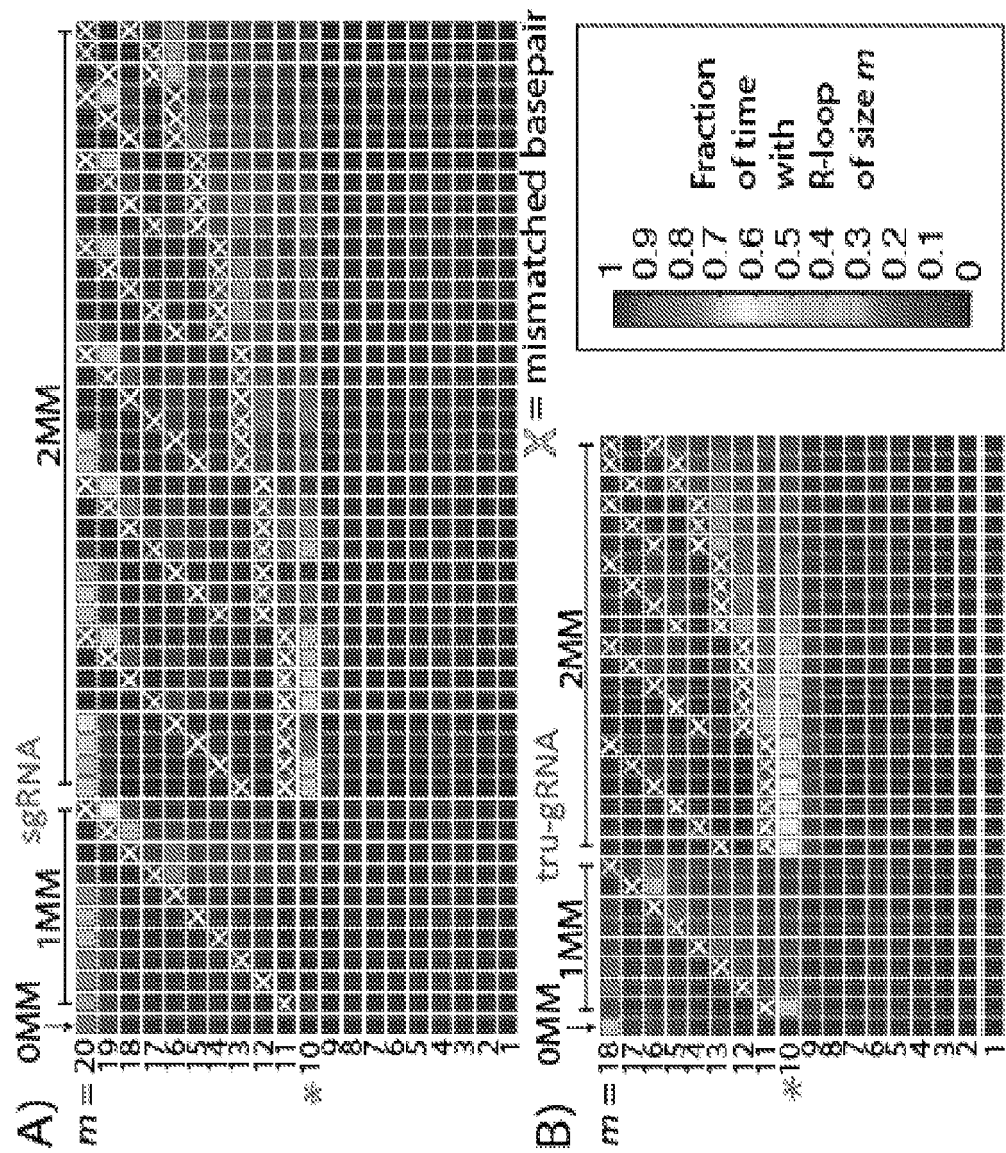 A)
0MM
1MM
sgRNA
2MM
m = 20
19
18
17
16
15
14
13
12
11
* 10
9
8
7
6
5
4
3
2
1
X = mismatched basepair
B)
0MM
1MM
tru-gRNA
2MM
m = 18
17
16
15
14
13
12
11
* 10
9
8
7
6
5
4
3
2
1
1
0.9
0.8
0.7
0.6
0.5
0.4
0.3
0.2
0.1
0
Fraction
of time
with
R-loop
of size m